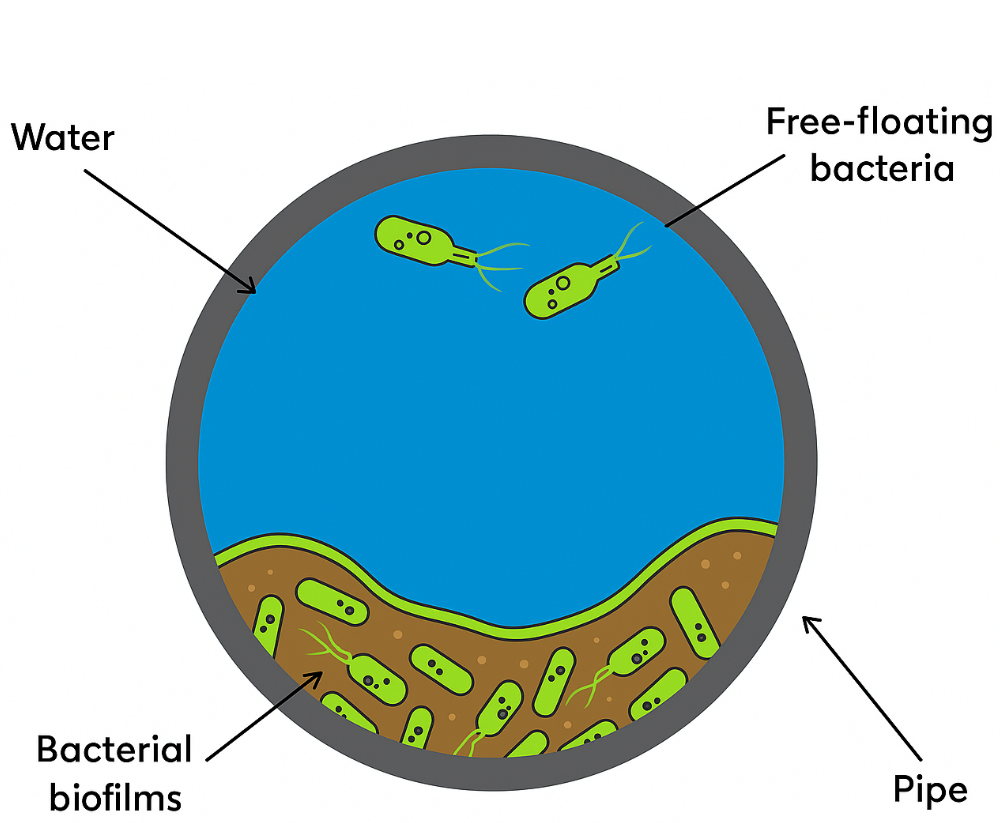 Water
Free-floating
bacteria
Bacterial
biofilms
Pipe